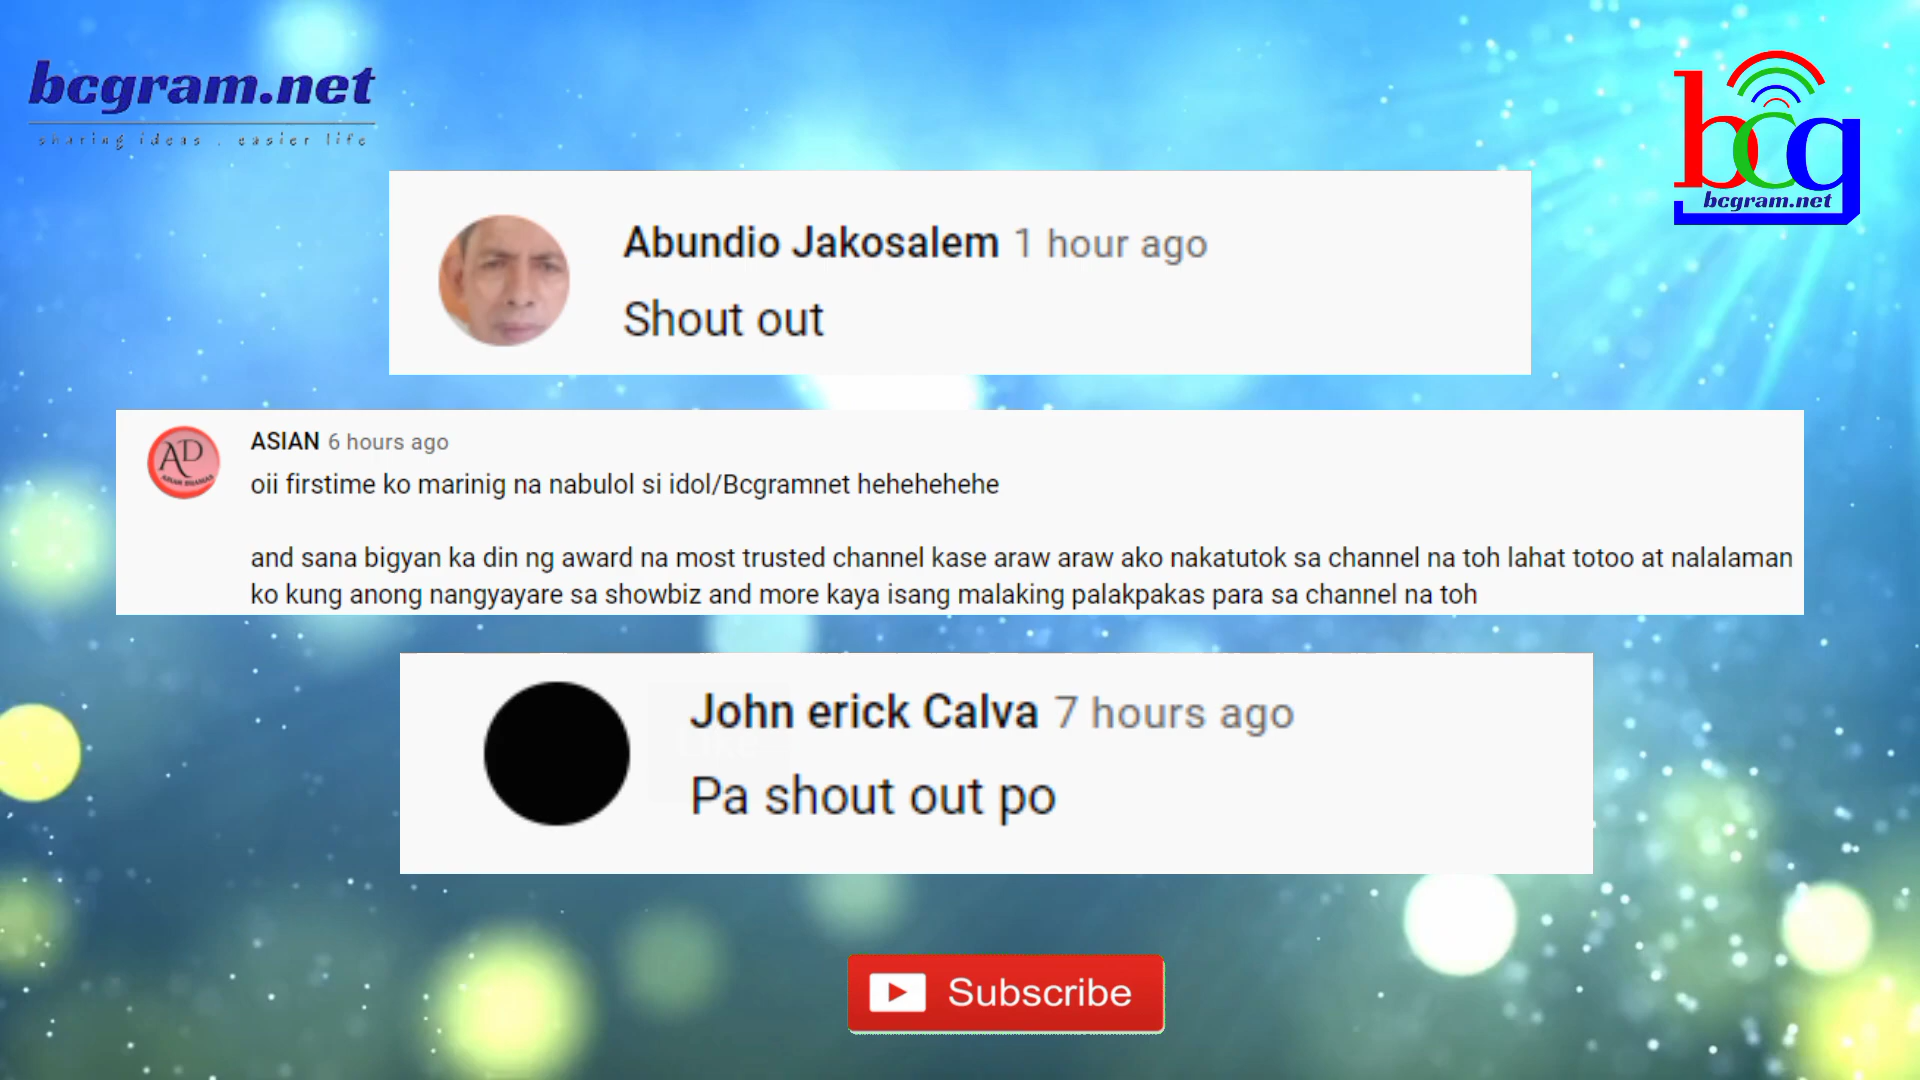 bcgram.net
sharing ideas . easier life
bcg
bcgram.net
Abundio Jakosalem 1 hour ago
Shout out
AD
ASIAN 6 hours ago
oii firstime ko marinig na nabulol si idol/Bcgramnet hehehehehe
and sana bigyan ka din ng award na most trusted channel kase araw araw ako nakatutok sa channel na toh lahat totoo at nalalaman
ko kung anong nangyayare sa showbiz and more kaya isang malaking palakpakas para sa channel na toh
John erick Calva 7 hours ago
Pa shout out po
Subscribe